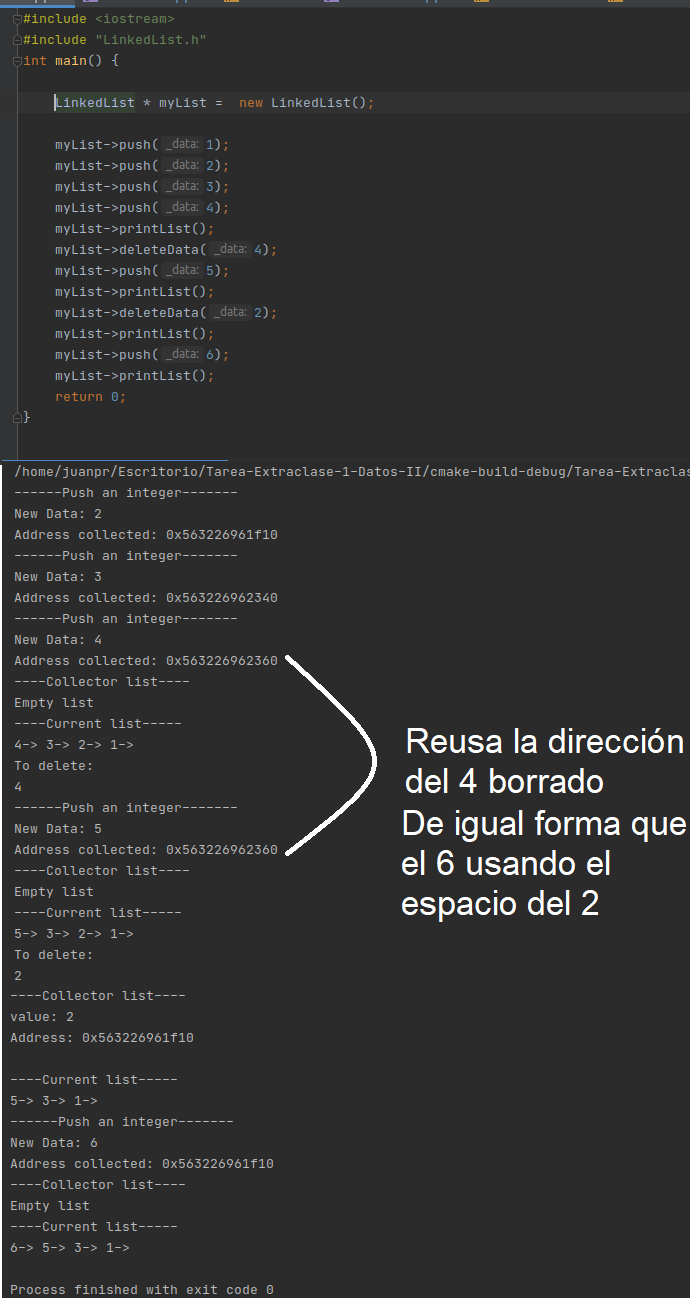 #include <iostream>
#include "LinkedList.h"
int main() {
LinkedList * myList =  new LinkedList();
myList->push( _data: 1);
myList->push( _data: 2);
myList->push( _data: 3);
myList->push( _data: 4);
myList->printList();
myList->deleteData( _data: 4);
myList->push( _data: 5);
myList->printList();
myList->deleteData( _data: 2);
myList->printList();
myList->push( _data: 6);
myList->printList();
return 0;
}
/home/juanpr/Escritorio/Tarea-Extraclase-1-Datos-II/cmake-build-debug/Tarea-Extraclas
------Push an integer-------
New Data: 2
Address collected: 0x563226961f10
------Push an integer-------
New Data: 3
Address collected: 0x563226962340
------Push an integer-------
New Data: 4
Address collected: 0x563226962360
----Collector list----
Empty list
----Current list-----
4-> 3-> 2-> 1->
To delete:
4
------Push an integer-------
New Data: 5
Address collected: 0x563226962360
----Collector list----
Empty list
----Current list-----
5-> 3-> 2-> 1->
To delete:
2
----Collector list----
value: 2
Address: 0x563226961f10
----Current list-----
5-> 3-> 1->
------Push an integer-------
New Data: 6
Address collected: 0x563226961f10
----Collector list----
Empty list
----Current list-----
6-> 5-> 3-> 1->
Process finished with exit code 0
Reusa la dirección
del 4 borrado
De igual forma que
el 6 usando el
espacio del 2